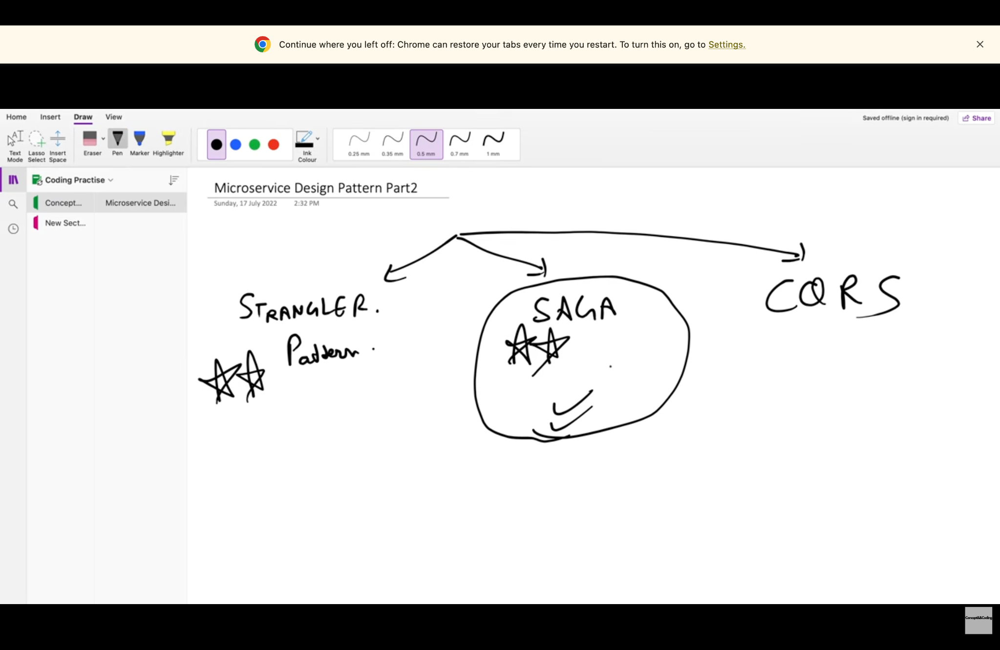 Continue where you left off: Chrome can restore your tabs every time you restart. To turn this on, go to Settings.
Home Insert Draw View
Saved offline (sign in required) Share
Text Mode
Lasso Select
Insert Space
Eraser
Pen
Marker
Highlighter
Ink Colour
0.25 mm 0.35 mm 0.5 mm 0.7 mm 1 mm
Coding Practise
Concept... Microservice Desi...
New Sect...
Microservice Design Pattern Part2
Sunday, 17 July 2022 2:32 PM
STRANGLER.
Pattern.
SAGA
CQRS
Concept&&Coding